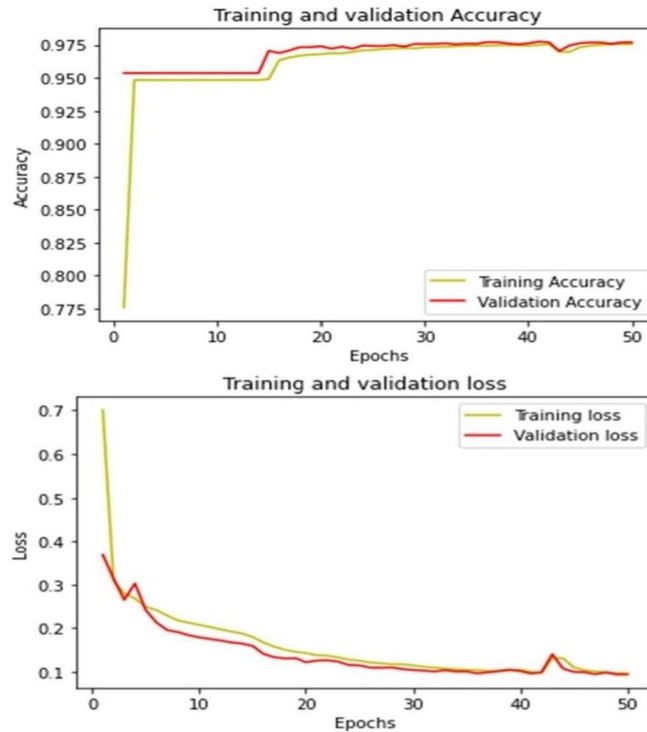 Training and validation Accuracy
0.975
0.950
0.925
0.900
0.875
0.850
0.825
0.800
0.775
Accuracy
Training Accuracy
Validation Accuracy
0
10
20
30
40
50
Epochs
Training and validation loss
0.7
0.6
0.5
0.4
0.3
0.2
0.1
Loss
Training loss
Validation loss
0
10
20
30
40
50
Epochs